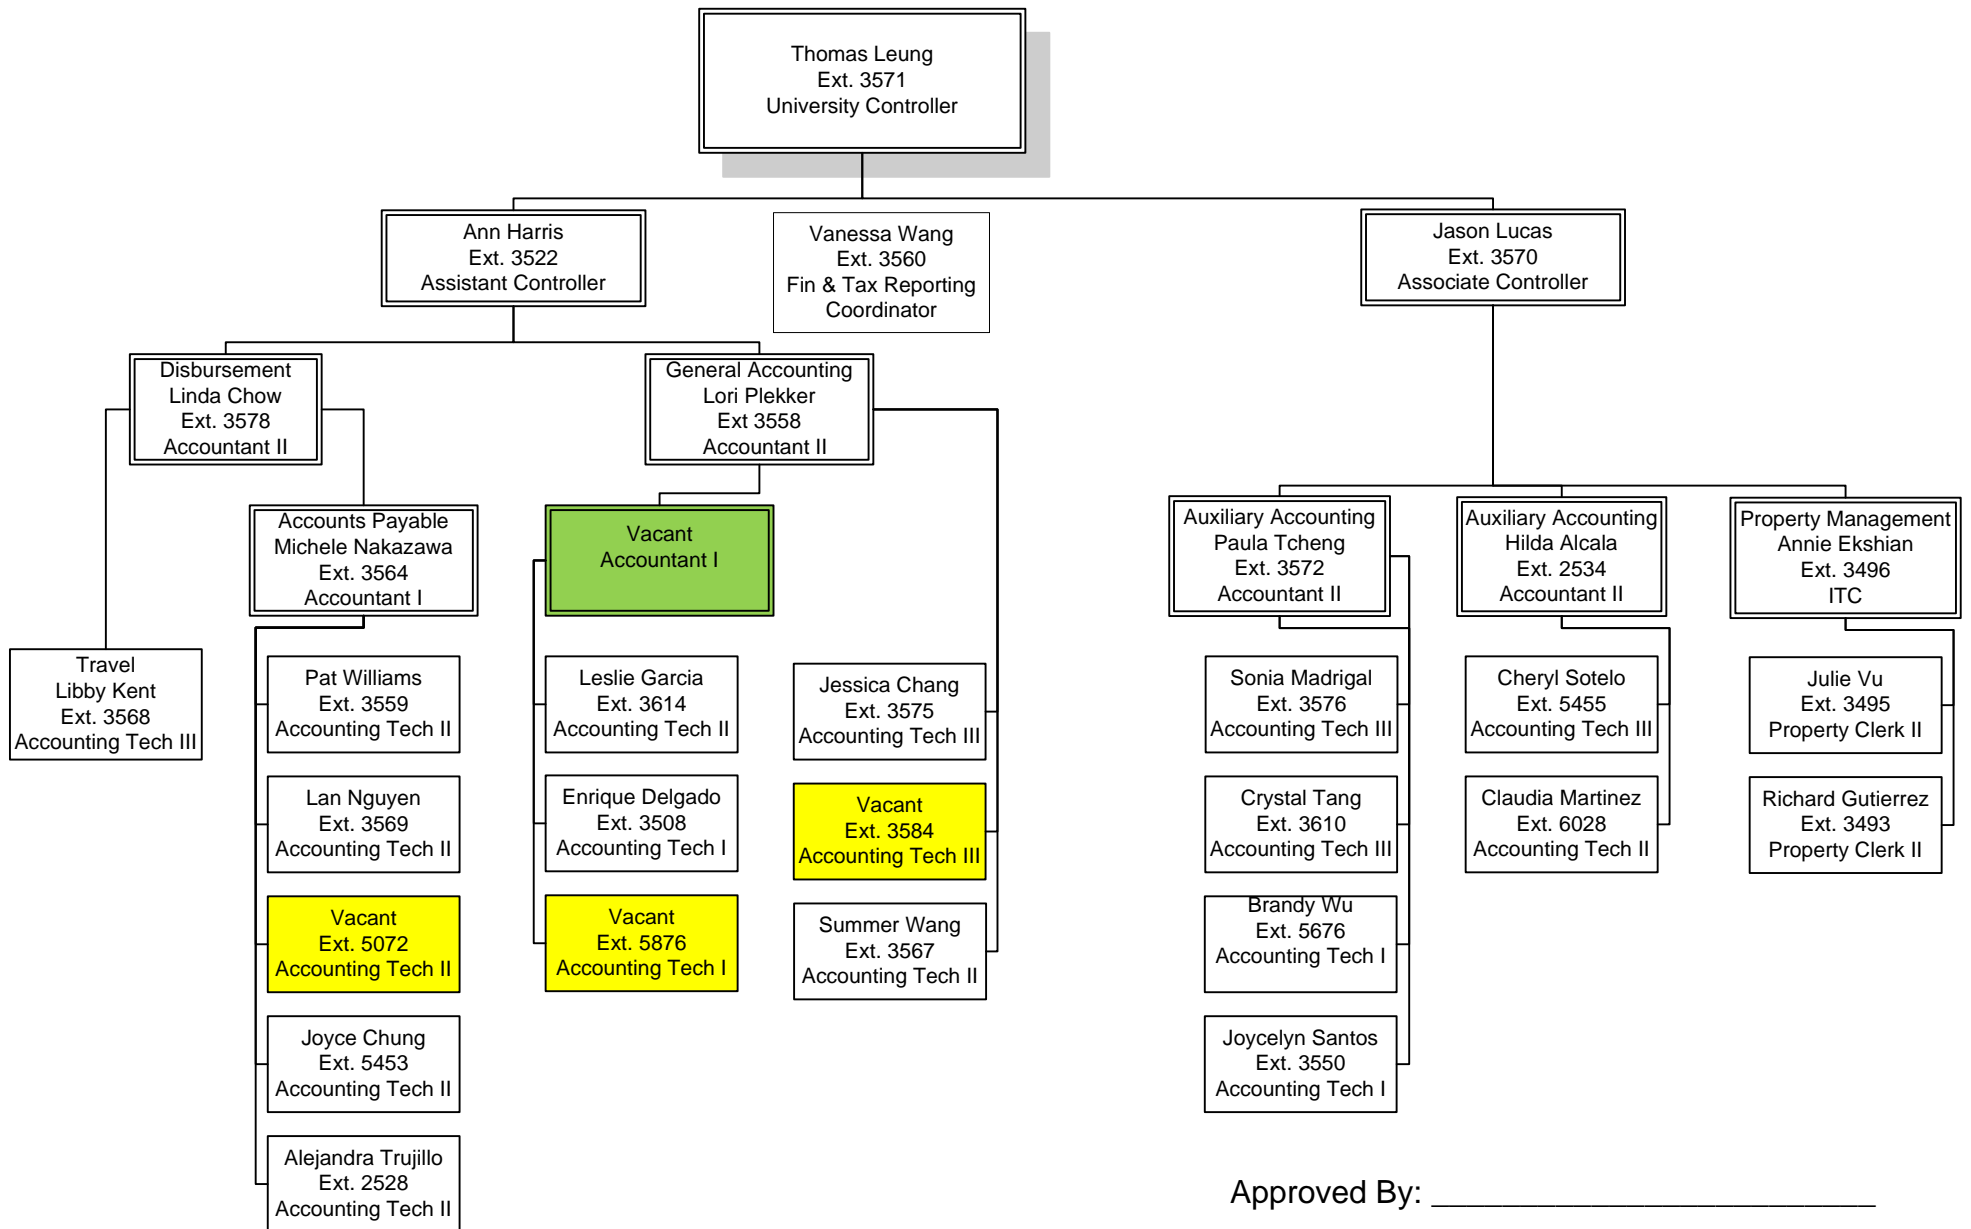 Thomas Leung
Ext. 3571
University Controller
Ann Harris
Ext. 3522
Assistant Controller
Vanessa Wang
Ext. 3560
Fin & Tax Reporting
Coordinator
Jason Lucas
Ext. 3570
Associate Controller
Disbursement
Linda Chow
Ext. 3578
Accountant II
General Accounting
Lori Plekker
Ext 3558
Accountant II
Accounts Payable
Michele Nakazawa
Ext. 3564
Accountant I
Vacant
Accountant I
Auxiliary Accounting
Paula Tcheng
Ext. 3572
Accountant II
Auxiliary Accounting
Hilda Alcala
Ext. 2534
Accountant II
Property Management
Annie Ekshian
Ext. 3496
ITC
Travel
Libby Kent
Ext. 3568
Accounting Tech III
Pat Williams
Ext. 3559
Accounting Tech II
Leslie Garcia
Ext. 3614
Accounting Tech II
Jessica Chang
Ext. 3575
Accounting Tech III
Sonia Madrigal
Ext. 3576
Accounting Tech III
Cheryl Sotelo
Ext. 5455
Accounting Tech III
Julie Vu
Ext. 3495
Property Clerk II
Lan Nguyen
Ext. 3569
Accounting Tech II
Enrique Delgado
Ext. 3508
Accounting Tech I
Vacant
Ext. 3584
Accounting Tech III
Crystal Tang
Ext. 3610
Accounting Tech III
Claudia Martinez
Ext. 6028
Accounting Tech II
Richard Gutierrez
Ext. 3493
Property Clerk II
Vacant
Ext. 5072
Accounting Tech II
Vacant
Ext. 5876
Accounting Tech I
Summer Wang
Ext. 3567
Accounting Tech II
Brandy Wu
Ext. 5676
Accounting Tech I
Joyce Chung
Ext. 5453
Accounting Tech II
Joycelyn Santos
Ext. 3550
Accounting Tech I
Alejandra Trujillo
Ext. 2528
Accounting Tech II
Approved By: __________________________